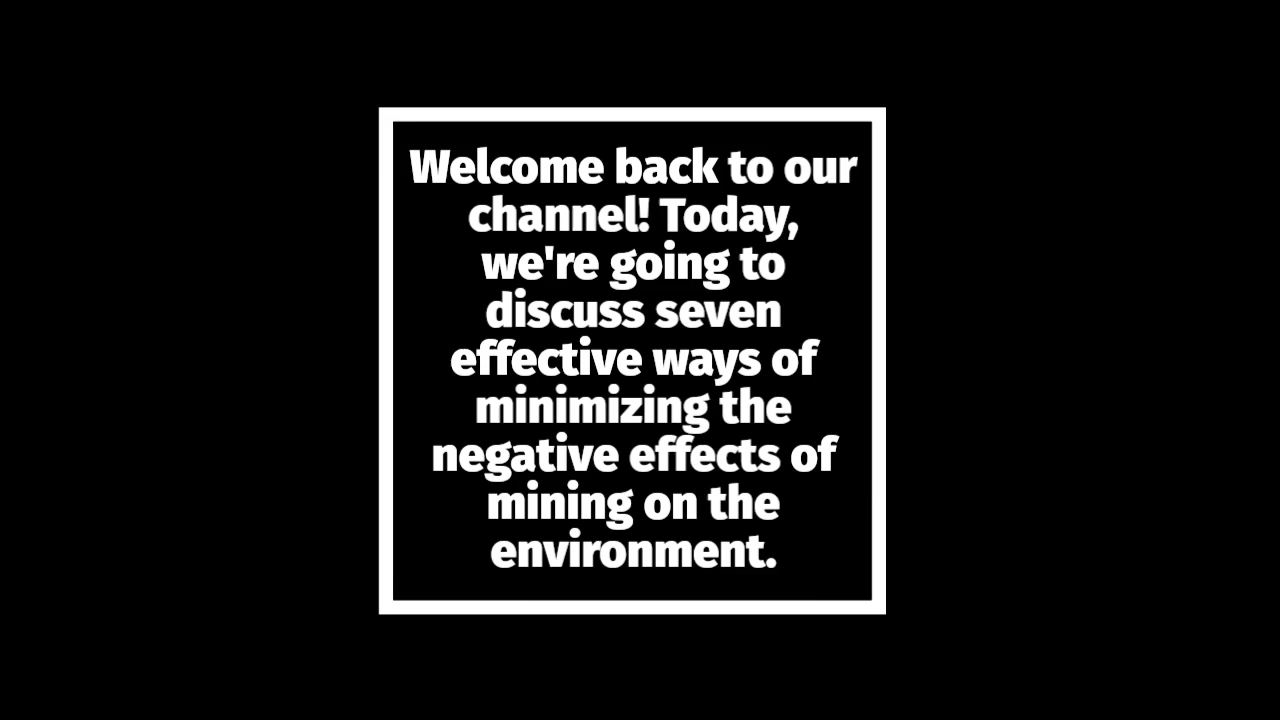 Welcome back to our
channel! Today,
we're going to
discuss seven
effective ways of
minimizing the
negative effects of
mining on the
environment.